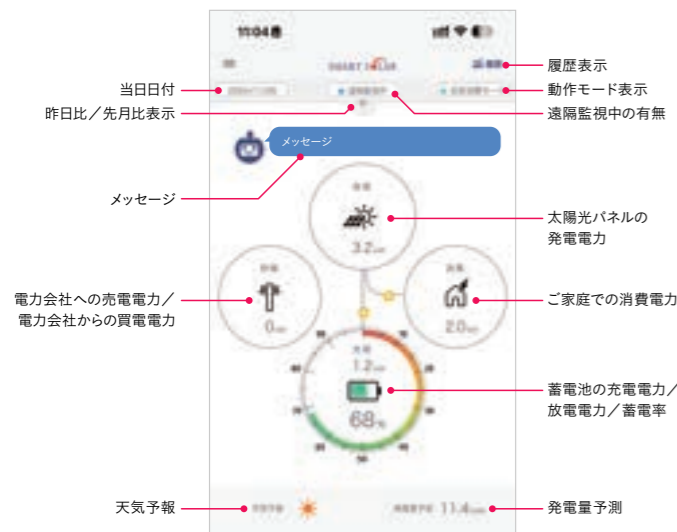 11:04
履歴表示
当日日付
動作モード表示
昨日比／先月比表示
遠隔監視中の有無
メッセージ
メッセージ
太陽光パネルの
発電電力
3.2
電力会社への売電電力／
電力会社からの買電電力
0
2.0
ご家庭での消費電力
1.2
68%
蓄電池の充電電力／
放電電力／蓄電率
50
天気予報
天気予報
11.4
発電量予測